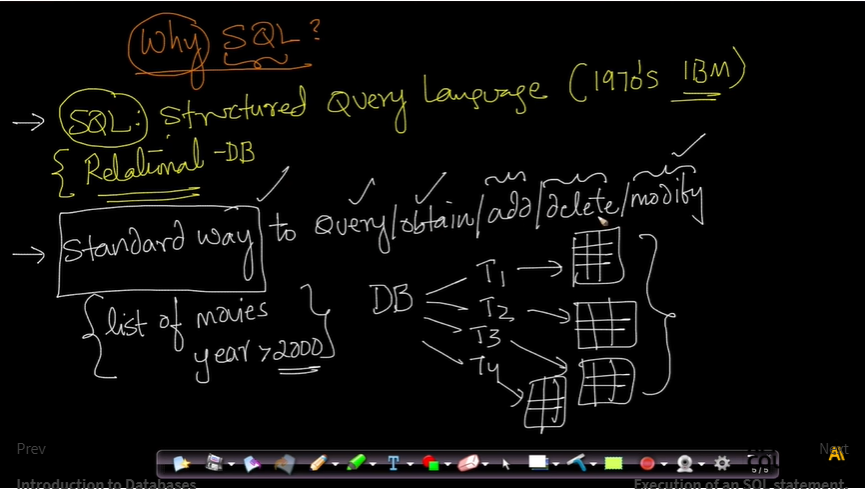 Why SQL?
→ SQL: Structured Query Language (1970's IBM)
{ Relational-DB
→ Standard way to Query/obtain/add/delete/modify
{ list of movies
year > 2000 }
DB
T1
T2
T3
T4
Prev
Next
5/5
Introduction to Databases
Execution of an SQL statement.